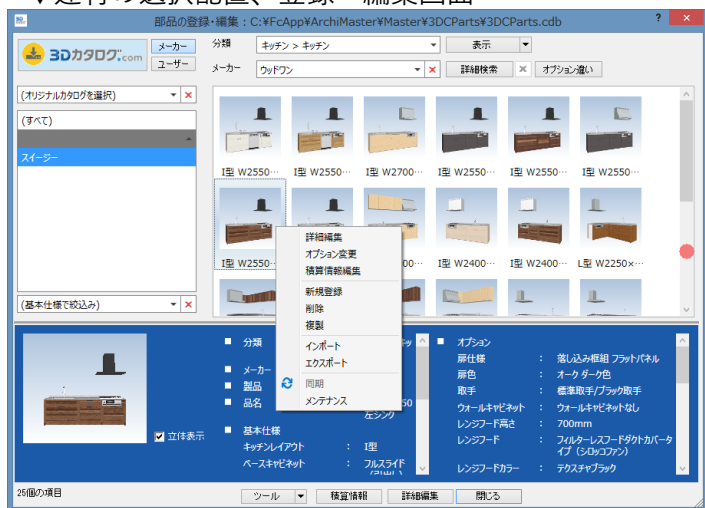 部品の登録・編集 : C:¥FcApp¥ArchiMaster¥Master¥3DCParts¥3DCParts.cdb
?
×
3Dカタログ.com
メーカー
ユーザー
分類
キッチン > キッチン
表示
メーカー
ウッドワン
詳細検索
オプション違い
(オリジナルカタログを選択)
(すべて)
スイージー
(基本仕様で絞込み)
I型 W2550…
I型 W2550…
I型 W2700…
I型 W2550…
I型 W2550…
I型 W2550…
I型 W2550…
00…
I型 W2400…
I型 W2400…
L型 W2250×…
詳細編集
オプション変更
積算情報編集
新規登録
削除
複製
インポート
エクスポート
同期
メンテナンス
立体表示
■ 分類
■ メーカー
■ 製品
■ 品名
50
左シンク
■ 基本仕様
キッチンレイアウト : I型
ベースキャビネット : フルスライド
■ オプション
扉仕様 : 落し込み框組 フラットパネル
扉色 : オーク ダーク色
取手 : 標準取手/ブラック取手
ウォールキャビネット : ウォールキャビネットなし
レンジフード高さ : 700mm
レンジフード : フィルターレスフードダクトカバータイプ (シロッコファン)
レンジフードカラー : テクスチャブラック
25個の項目
ツール
積算情報
詳細編集
閉じる